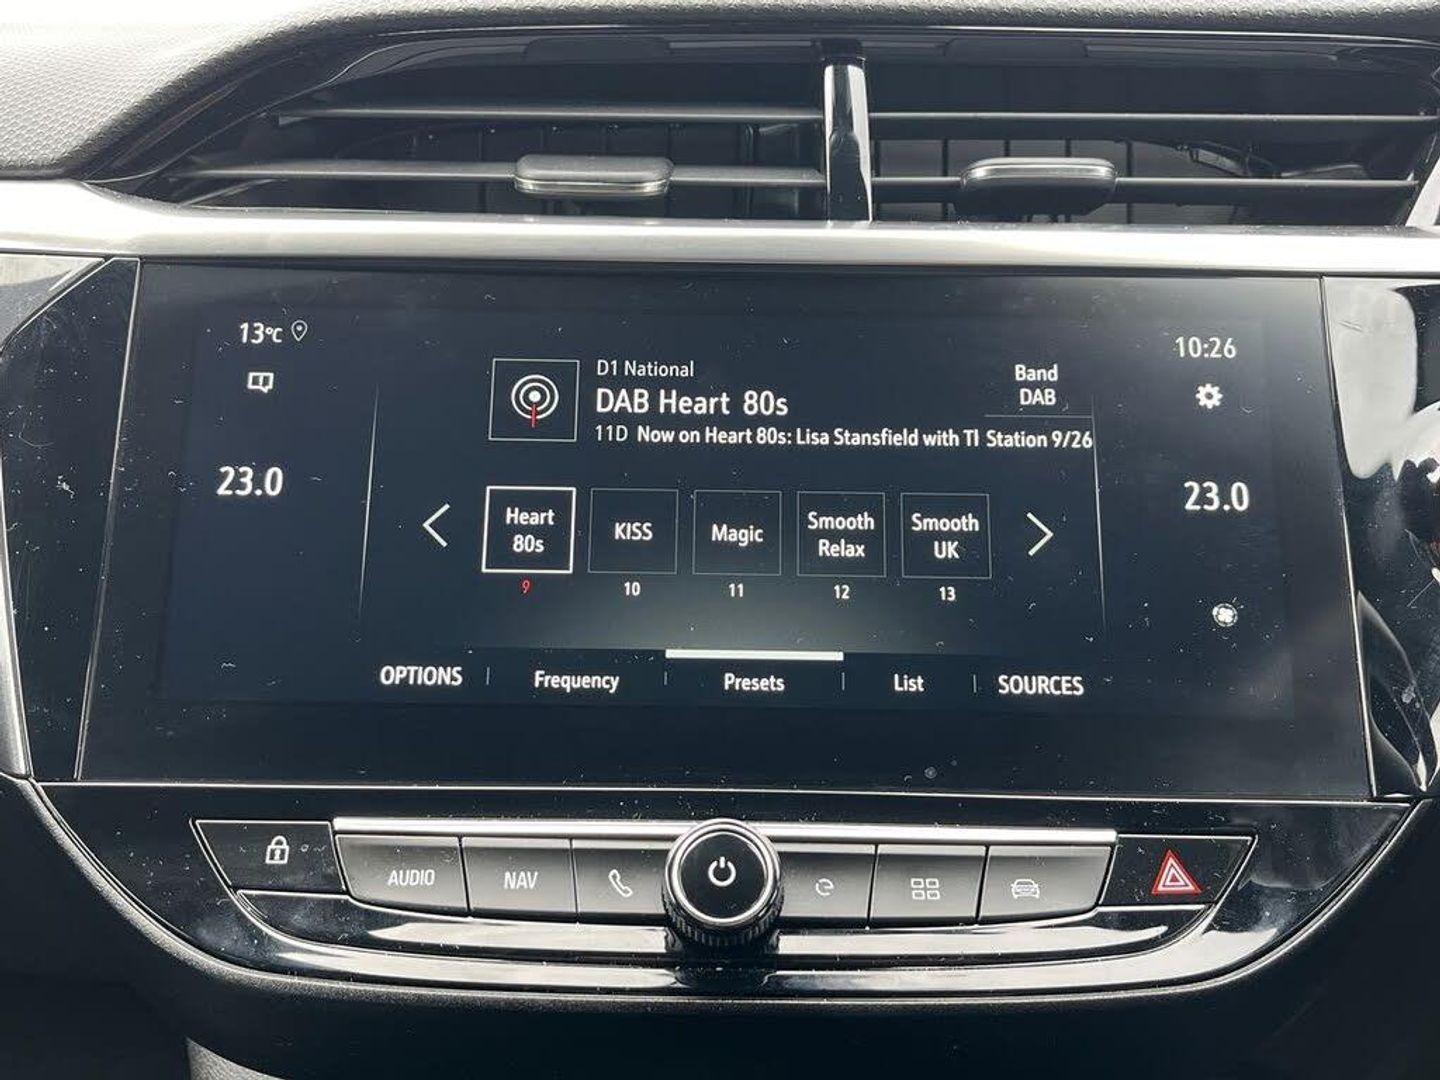 13°C
10:26
D1 National
DAB Heart 80s
Band
DAB
11D Now on Heart 80s: Lisa Stansfield with Tl Station 9/26
23.0
23.0
Heart
80s
KISS
Magic
Smooth
Relax
Smooth
UK
9
10
11
12
13
OPTIONS
Frequency
Presets
List
SOURCES
AUDIO
NAV